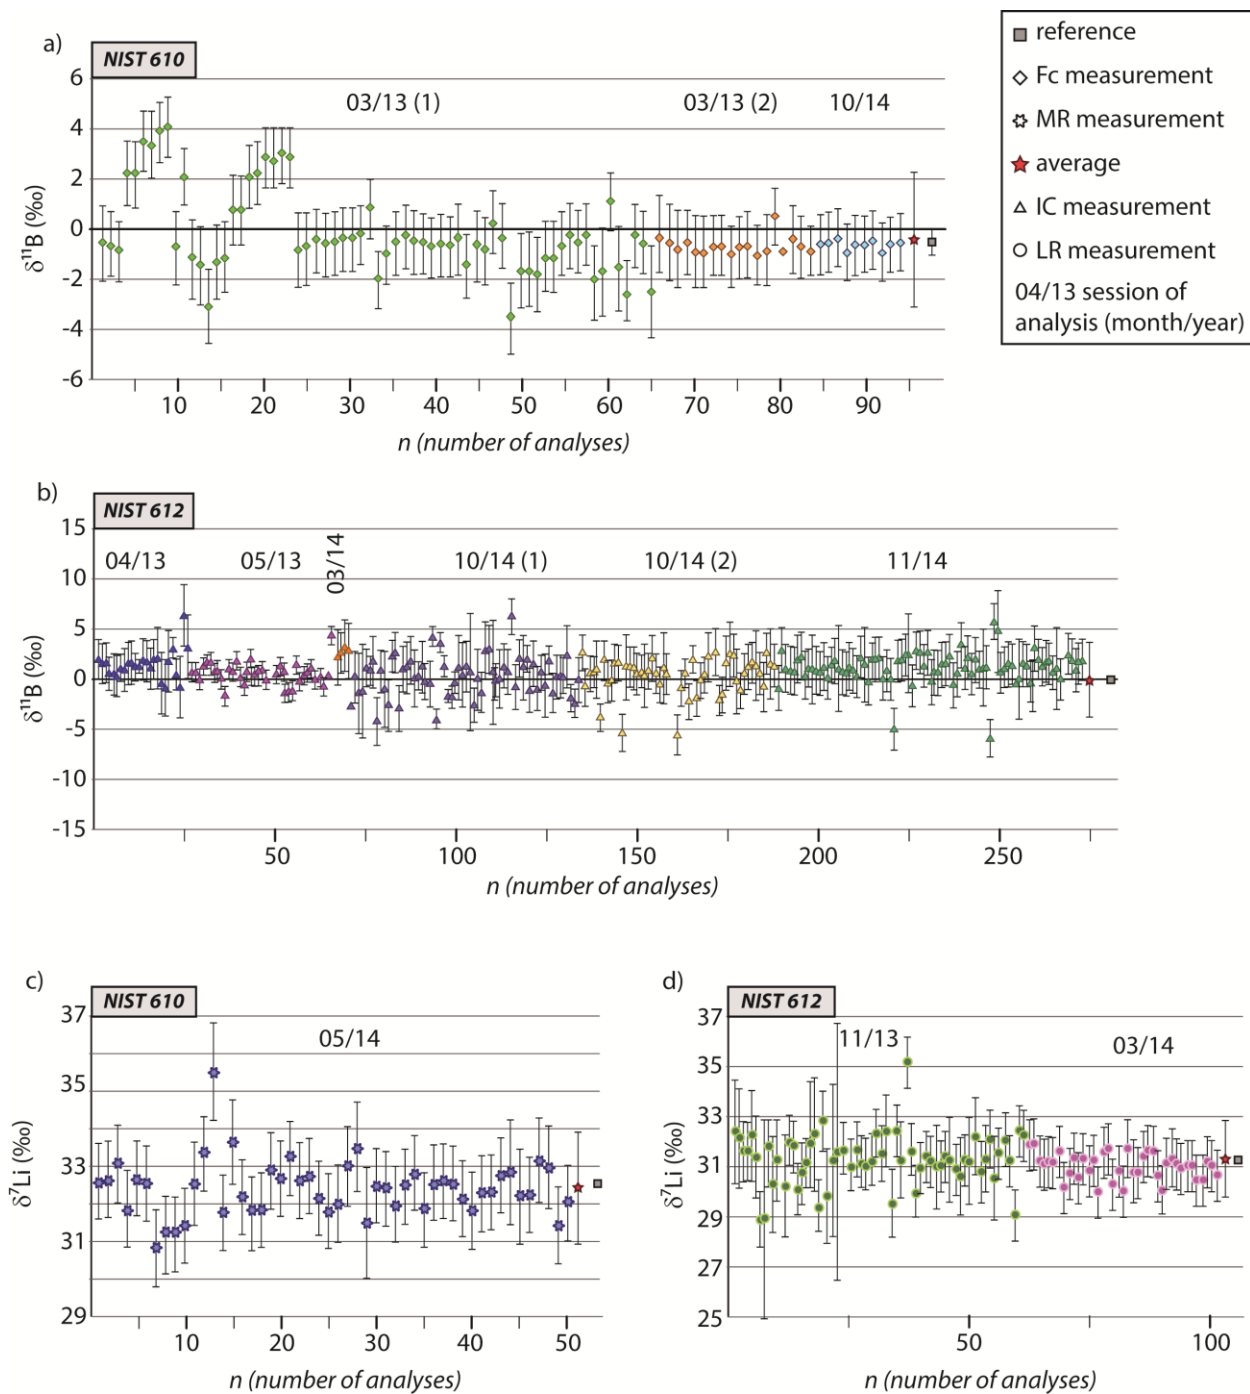 a)
NIST 610
6
4
2
0
-2
-4
-6
δ¹¹B (‰)
03/13 (1)
03/13 (2)
10/14
10
20
30
40
50
60
70
80
90
n (number of analyses)
reference
Fc measurement
MR measurement
average
IC measurement
LR measurement
04/13 session of
analysis (month/year)
b)
NIST 612
15
10
5
0
-5
-10
-15
δ¹¹B (‰)
04/13
05/13
03/14
10/14 (1)
10/14 (2)
11/14
50
100
150
200
250
n (number of analyses)
c)
NIST 610
37
35
33
31
29
δ⁷Li (‰)
05/14
10
20
30
40
50
n (number of analyses)
d)
NIST 612
37
35
33
31
29
27
25
δ⁷Li (‰)
11/13
03/14
50
100
n (number of analyses)